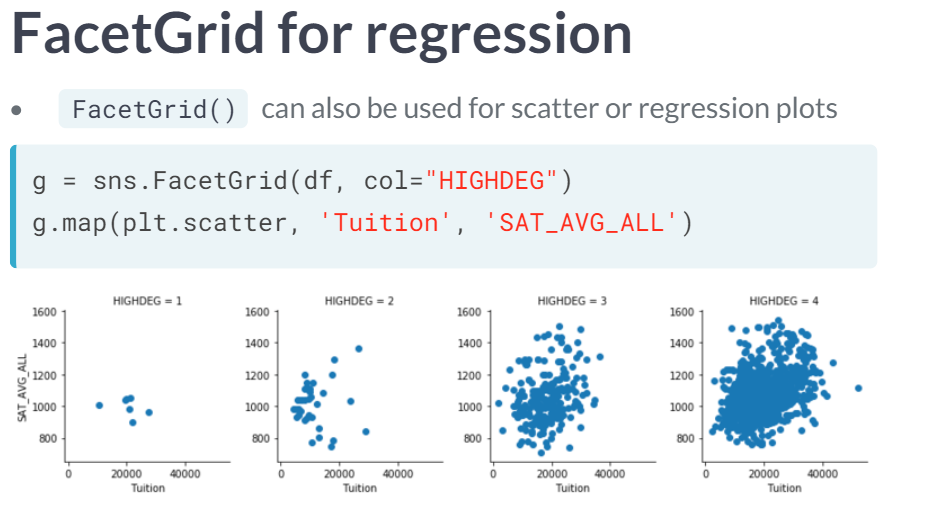 FacetGrid for regression
• FacetGrid() can also be used for scatter or regression plots
g = sns.FacetGrid(df, col="HIGHDEG")
g.map(plt.scatter, 'Tuition', 'SAT_AVG_ALL')
HIGHDEG = 1
HIGHDEG = 2
HIGHDEG = 3
HIGHDEG = 4
SAT_AVG_ALL
1600
1400
1200
1000
800
0 20000 40000
Tuition
1600
1400
1200
1000
800
0 20000 40000
Tuition
1600
1400
1200
1000
800
0 20000 40000
Tuition
1600
1400
1200
1000
800
0 20000 40000
Tuition